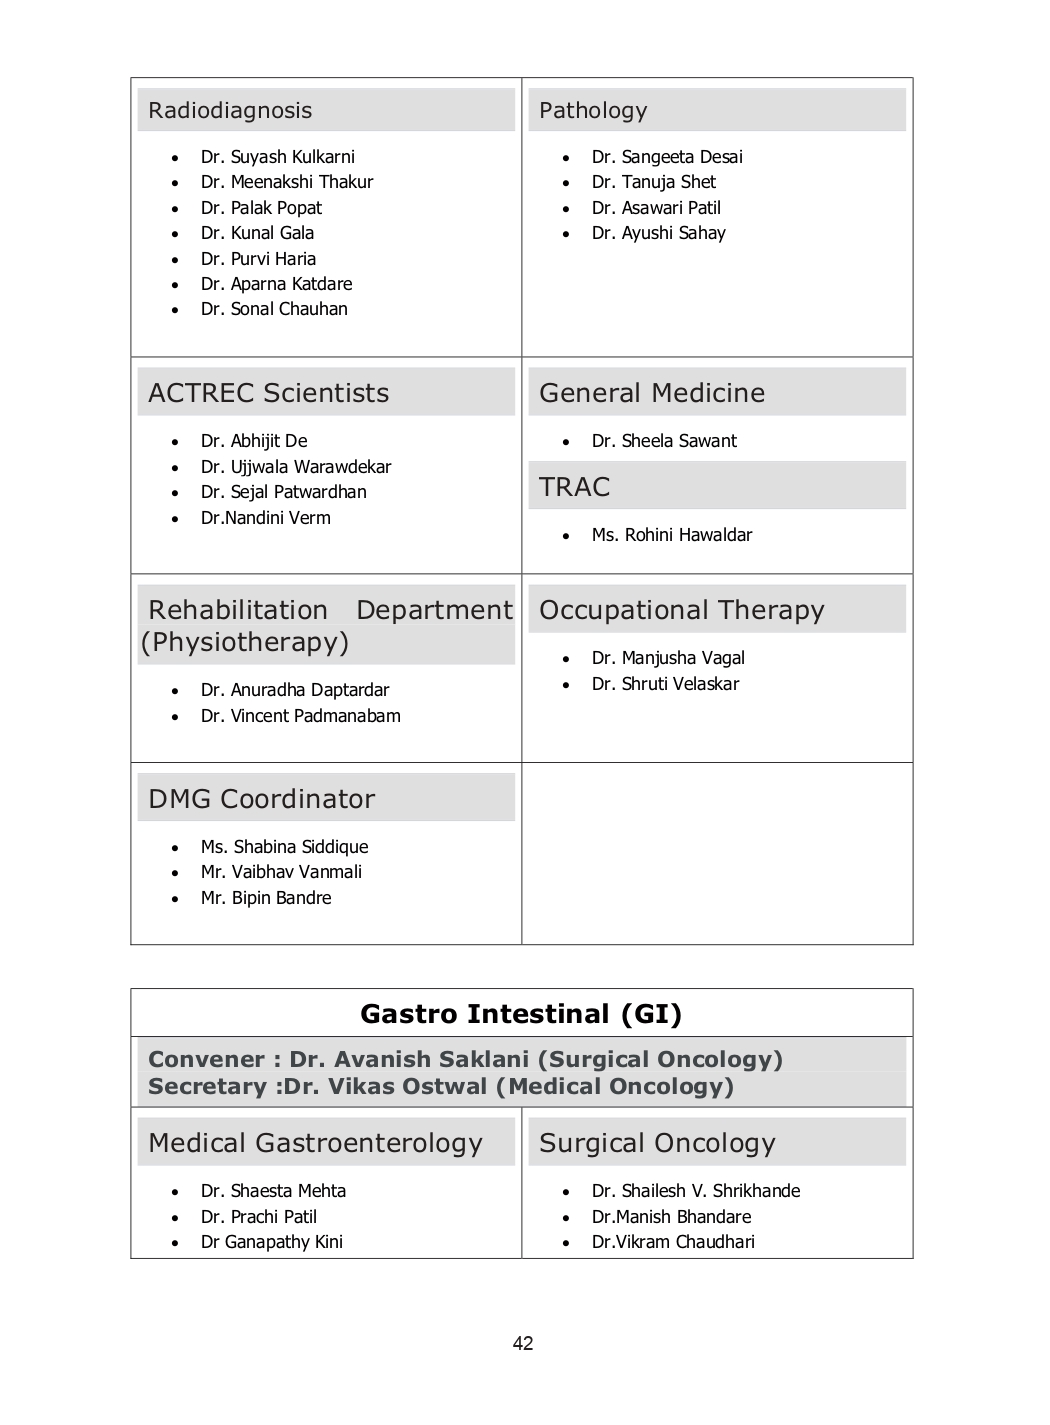 Radiodiagnosis
• Dr. Suyash Kulkarni
• Dr. Meenakshi Thakur
• Dr. Palak Popat
• Dr. Kunal Gala
• Dr. Purvi Haria
• Dr. Aparna Katdare
• Dr. Sonal Chauhan
Pathology
• Dr. Sangeeta Desai
• Dr. Tanuja Shet
• Dr. Asawari Patil
• Dr. Ayushi Sahay
ACTREC Scientists
• Dr. Abhijit De
• Dr. Ujjwala Warawdekar
• Dr. Sejal Patwardhan
• Dr.Nandini Verm
General Medicine
• Dr. Sheela Sawant
TRAC
• Ms. Rohini Hawaldar
Rehabilitation Department
(Physiotherapy)
• Dr. Anuradha Daptardar
• Dr. Vincent Padmanabam
Occupational Therapy
• Dr. Manjusha Vagal
• Dr. Shruti Velaskar
DMG Coordinator
• Ms. Shabina Siddique
• Mr. Vaibhav Vanmali
• Mr. Bipin Bandre
Gastro Intestinal (GI)
Convener : Dr. Avanish Saklani (Surgical Oncology)
Secretary :Dr. Vikas Ostwal (Medical Oncology)
Medical Gastroenterology
• Dr. Shaesta Mehta
• Dr. Prachi Patil
• Dr Ganapathy Kini
Surgical Oncology
• Dr. Shailesh V. Shrikhande
• Dr.Manish Bhandare
• Dr.Vikram Chaudhari
42